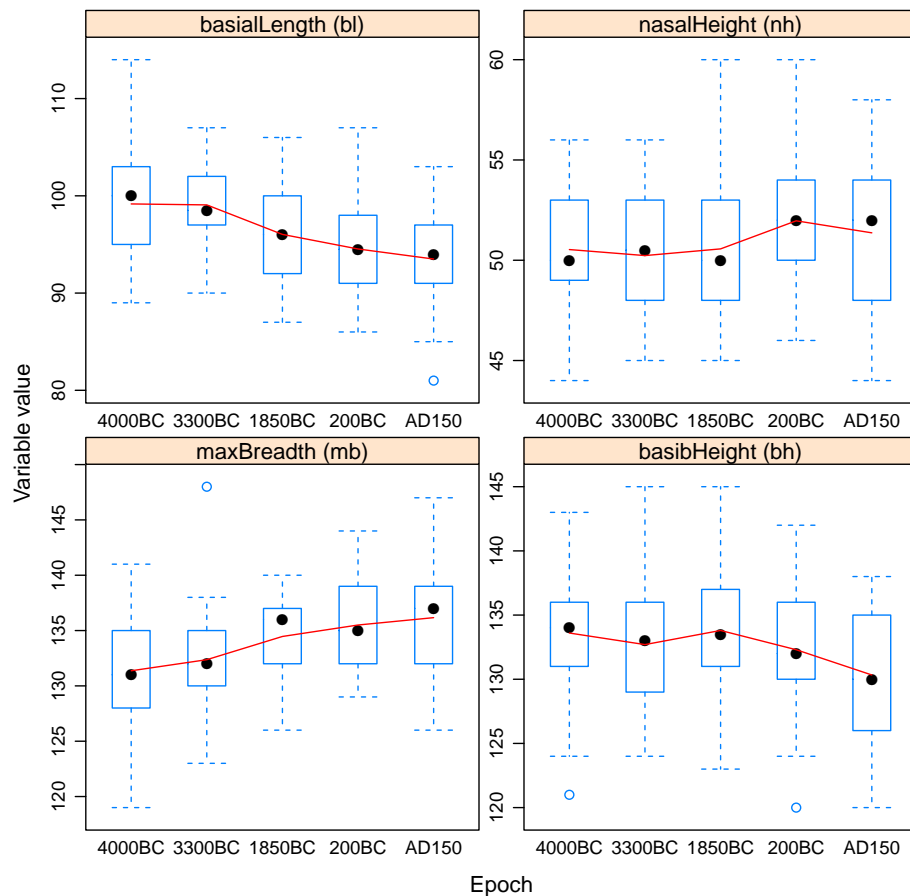 basialLength (bl)
nasalHeight (nh)
110
100
90
80
60
55
50
45
4000BC 3300BC 1850BC 200BC AD150
4000BC 3300BC 1850BC 200BC AD150
Variable value
maxBreadth (mb)
basibHeight (bh)
145
140
135
130
125
120
145
140
135
130
125
120
4000BC 3300BC 1850BC 200BC AD150
4000BC 3300BC 1850BC 200BC AD150
Epoch